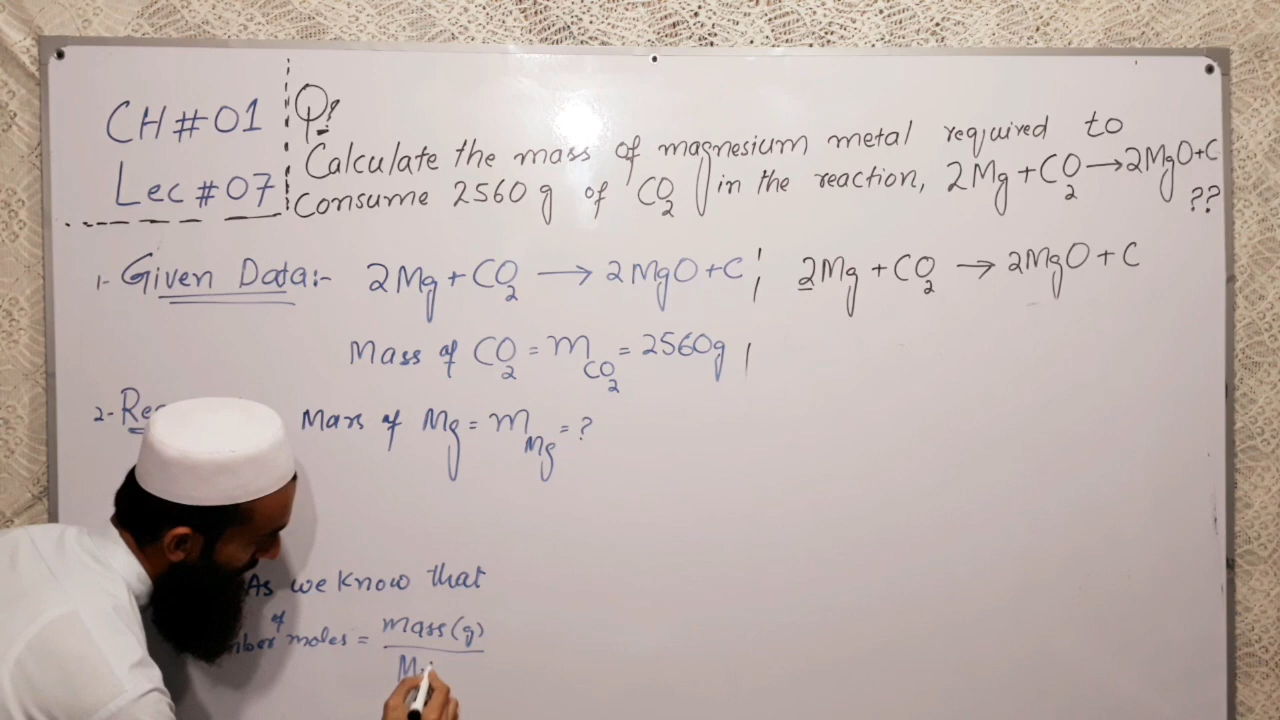 CH # 01
Lec # 07
Q?
Calculate the mass of magnesium metal required to
Consume 2560 g of CO₂ in the reaction, 2Mg + CO₂ → 2MgO + C
??
1- Given Data:- 2Mg + CO₂ → 2MgO + C ; 2Mg + CO₂ → 2MgO + C
Mass of CO₂ = m CO₂ = 2560g
2- Mass of Mg = m Mg = ?
As we know that
of moles = mass(g)